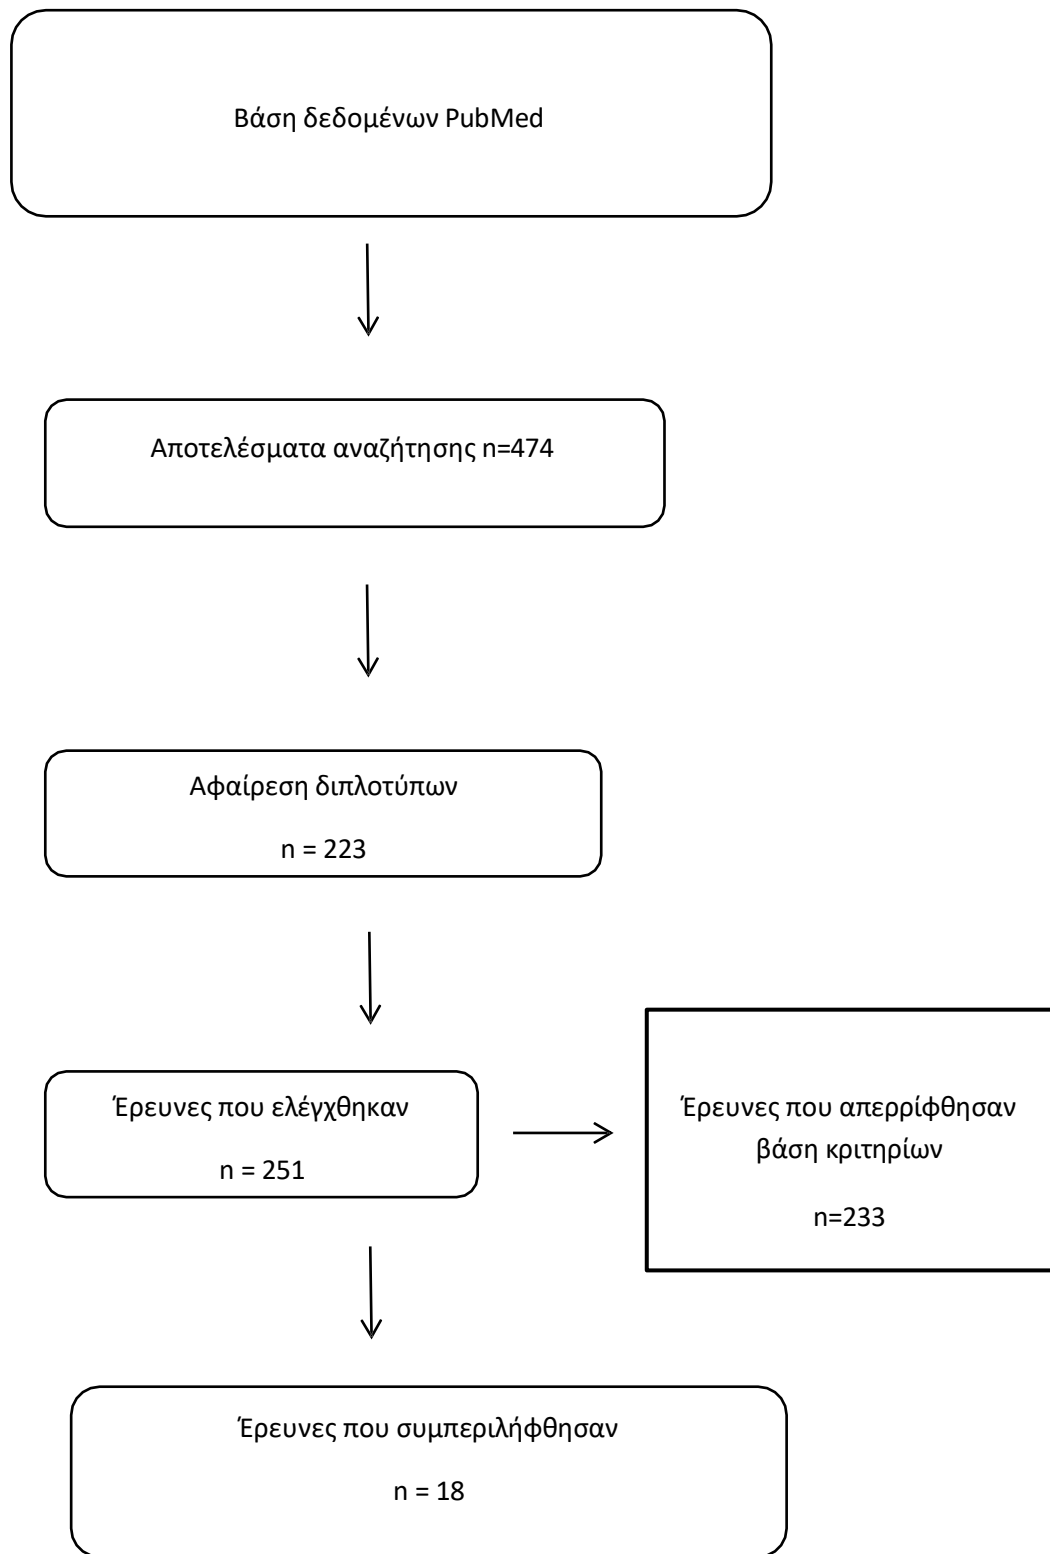 Βάση δεδομένων PubMed
Αποτελέσματα αναζήτησης n=474
Αφαίρεση διπλοτύπων
n = 223
Έρευνες που ελέγχθηκαν
n = 251
Έρευνες που απερρίφθησαν
βάση κριτηρίων
n=233
Έρευνες που συμπεριλήφθησαν
n = 18